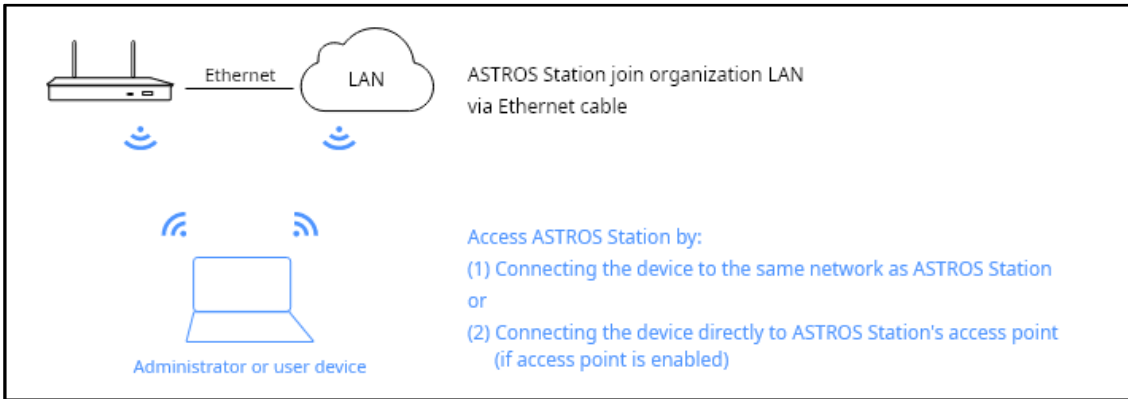 Ethernet
LAN
ASTROS Station join organization LAN
via Ethernet cable
Access ASTROS Station by:
(1) Connecting the device to the same network as ASTROS Station
or
(2) Connecting the device directly to ASTROS Station's access point
(if access point is enabled)
Administrator or user device